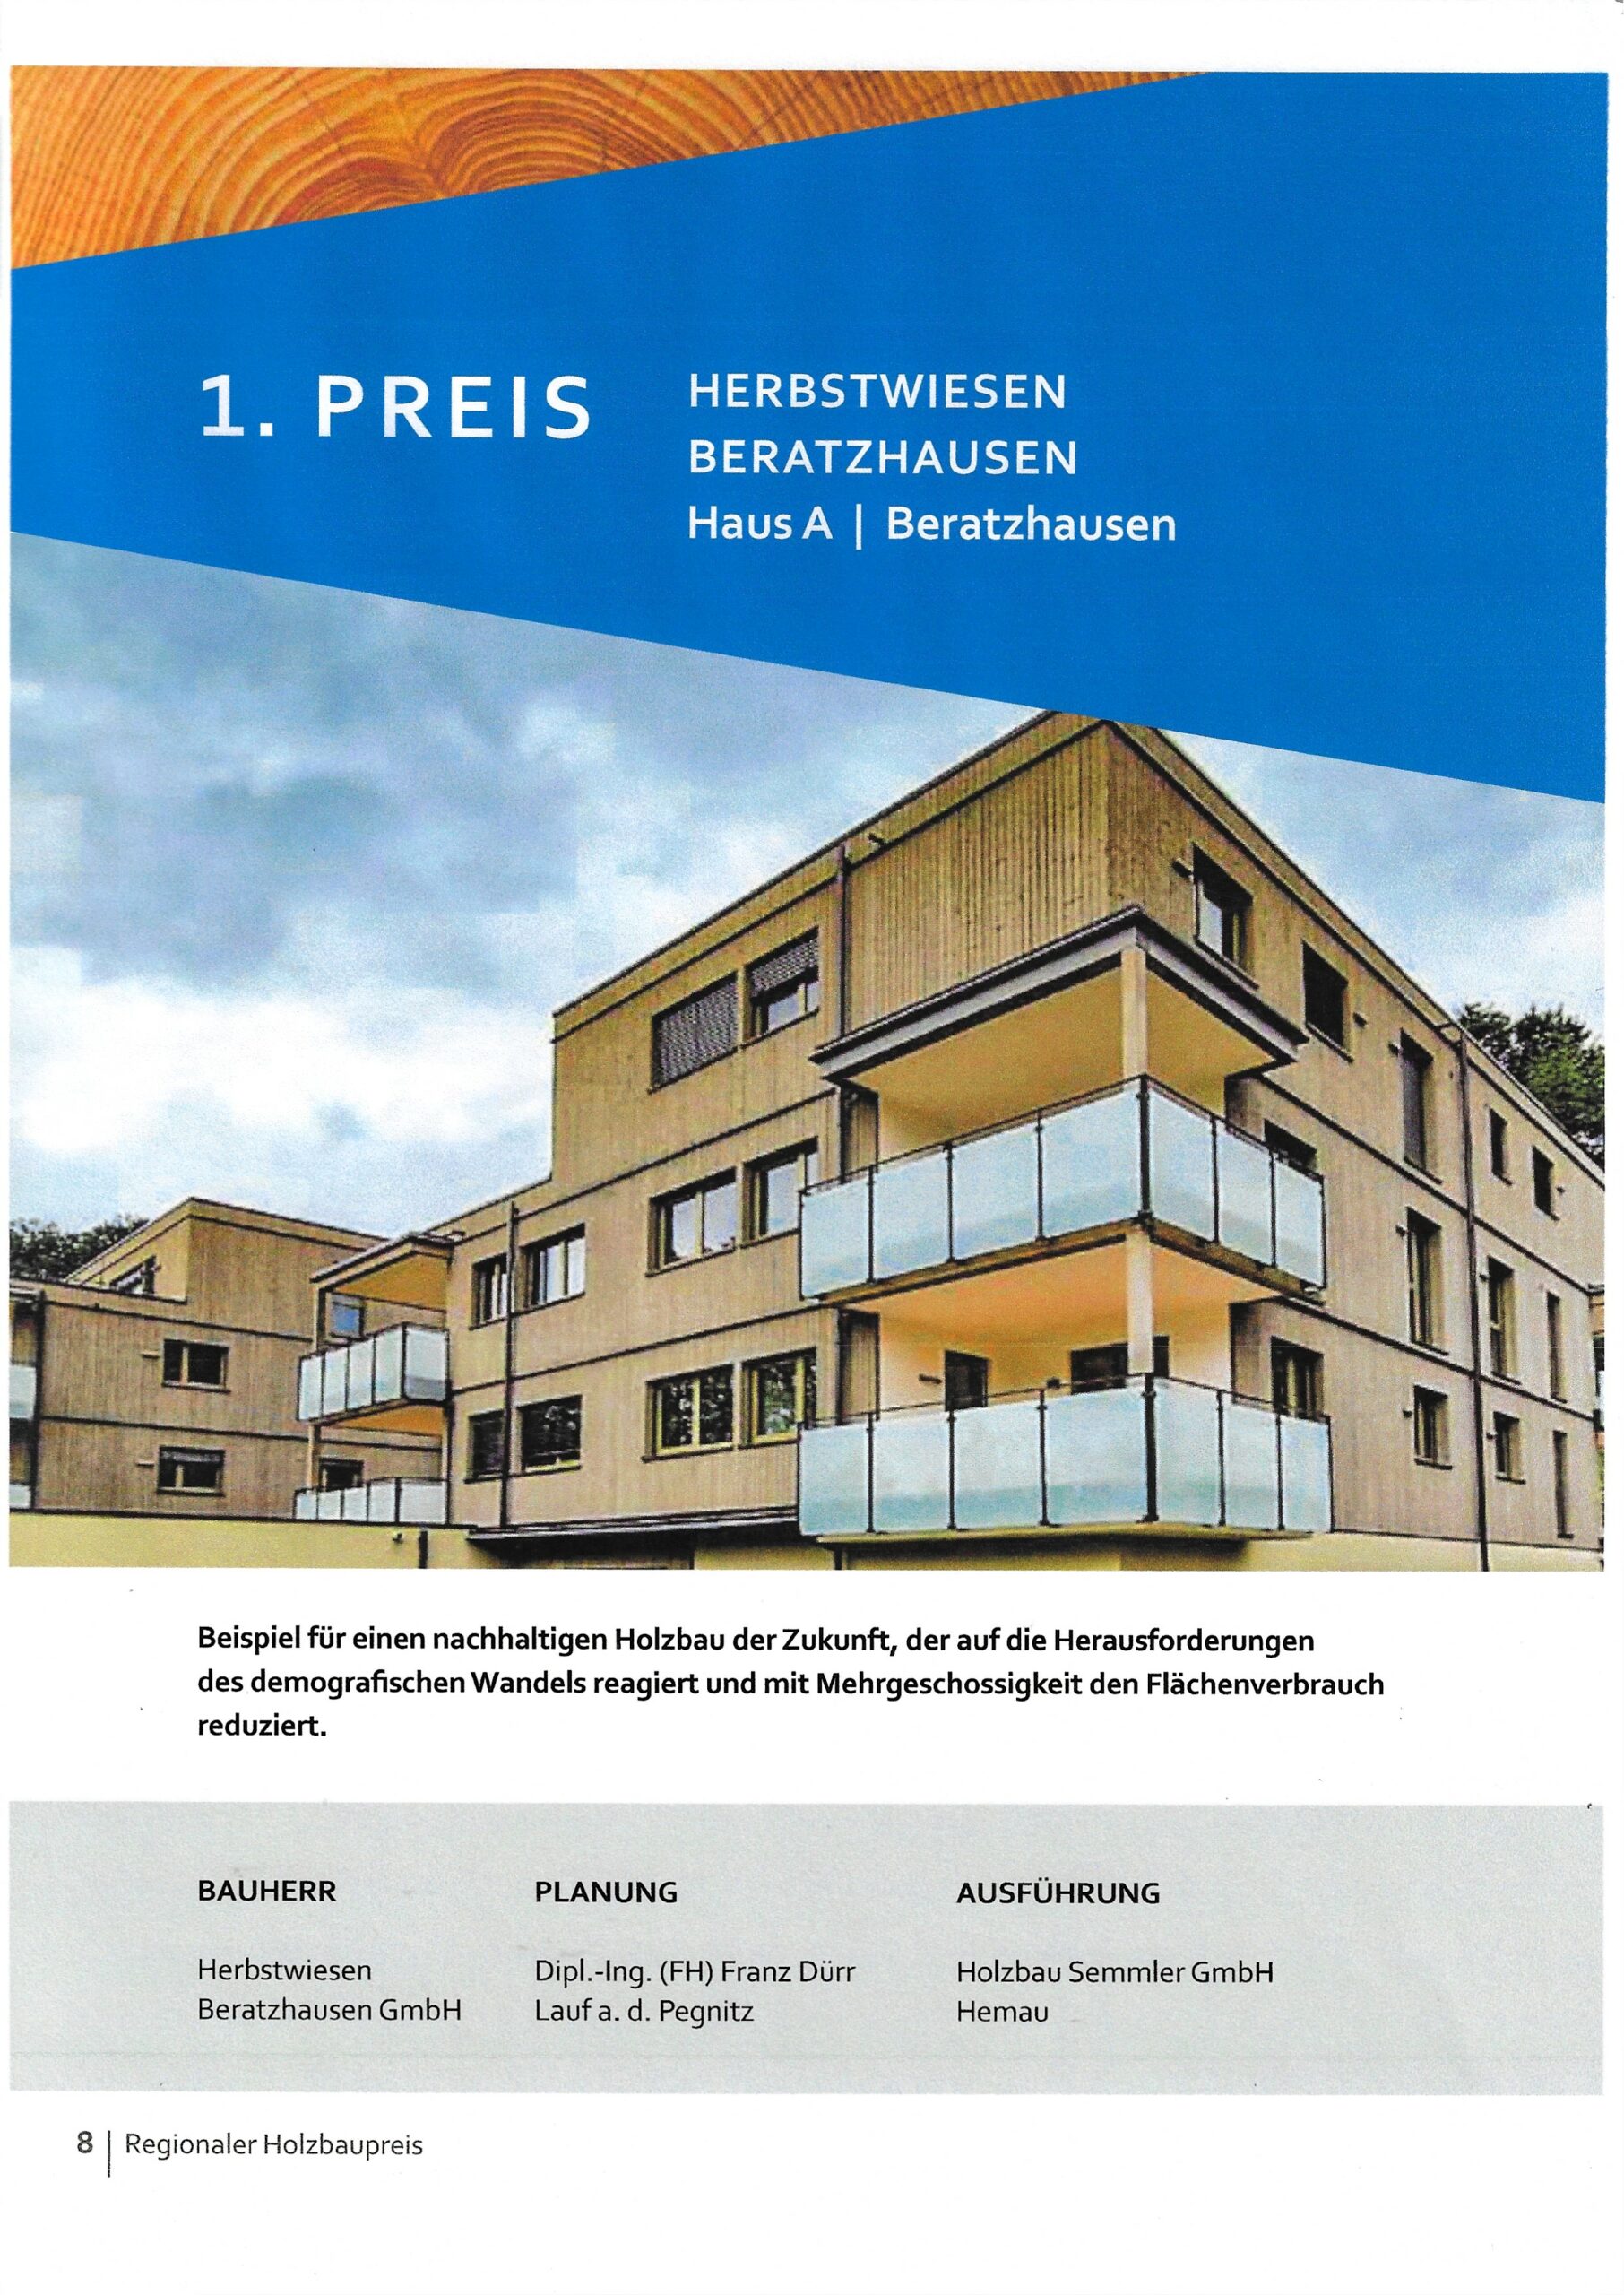 1. PREIS
HERBSTWIESEN
BERATZHAUSEN
Haus A | Beratzhausen
Beispiel für einen nachhaltigen Holzbau der Zukunft, der auf die Herausforderungen
des demografischen Wandels reagiert und mit Mehrgeschossigkeit den Flächenverbrauch
reduziert.
BAUHERR
Herbstwiesen
Beratzhausen GmbH
PLANUNG
Dipl.-Ing. (FH) Franz Dürr
Lauf a. d. Pegnitz
AUSFÜHRUNG
Holzbau Semmler GmbH
Hemau
8 | Regionaler Holzbaupreis